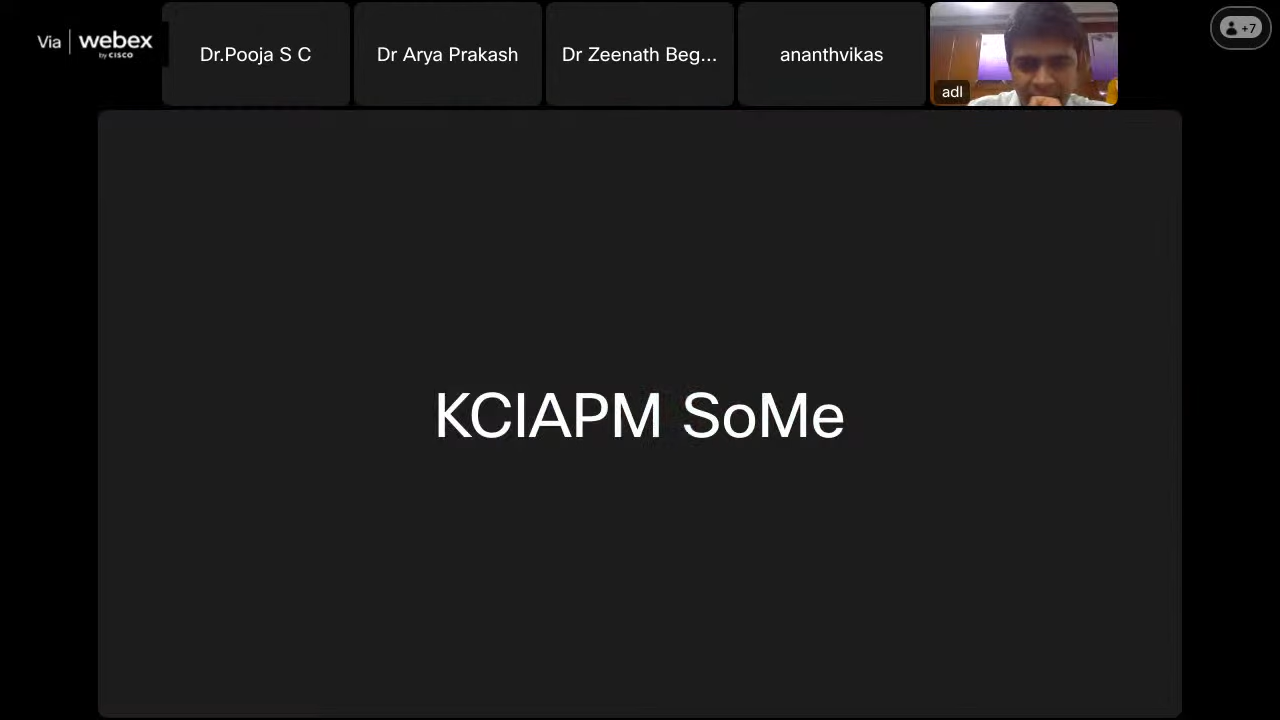 Via | webex
by CISCO
Dr.Pooja S C
Dr Arya Prakash
Dr Zeenath Beg...
ananthvikas
adl
+7
KCIAPM SoMe